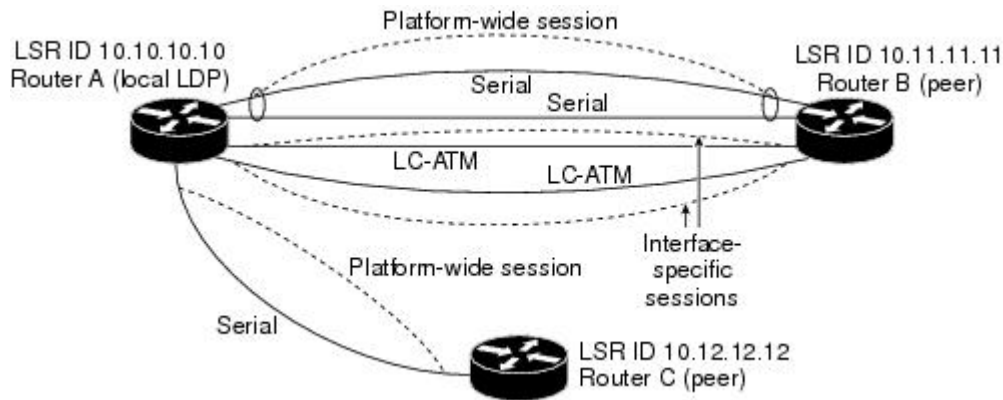 Platform-wide session
LSR ID 10.10.10.10
Router A (local LDP)
LSR ID 10.11.11.11
Router B (peer)
Serial
Serial
LC-ATM
LC-ATM
Interface-
specific
sessions
Platform-wide session
Serial
LSR ID 10.12.12.12
Router C (peer)